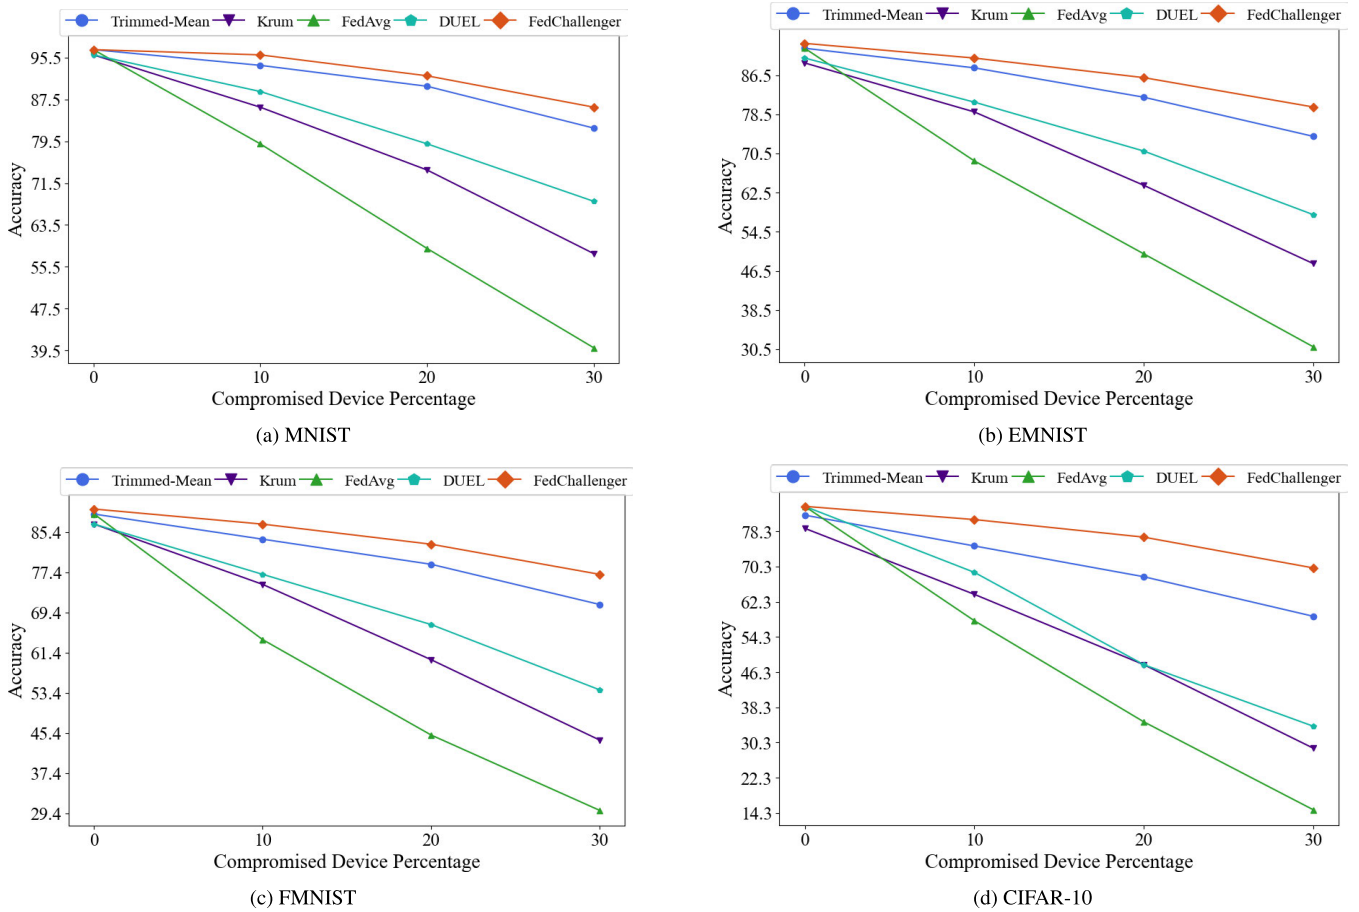 Trimmed-Mean Krum FedAvg DUEL FedChallenger
95.5
87.5
79.5
71.5
63.5
55.5
47.5
39.5
Accuracy
0 10 20 30
Compromised Device Percentage
(a) MNIST
Trimmed-Mean Krum FedAvg DUEL FedChallenger
86.5
78.5
70.5
62.5
54.5
46.5
38.5
30.5
Accuracy
0 10 20 30
Compromised Device Percentage
(b) EMNIST
Trimmed-Mean Krum FedAvg DUEL FedChallenger
85.4
77.4
69.4
61.4
53.4
45.4
37.4
29.4
Accuracy
0 10 20 30
Compromised Device Percentage
(c) FMNIST
Trimmed-Mean Krum FedAvg DUEL FedChallenger
78.3
70.3
62.3
54.3
46.3
38.3
30.3
22.3
14.3
Accuracy
0 10 20 30
Compromised Device Percentage
(d) CIFAR-10